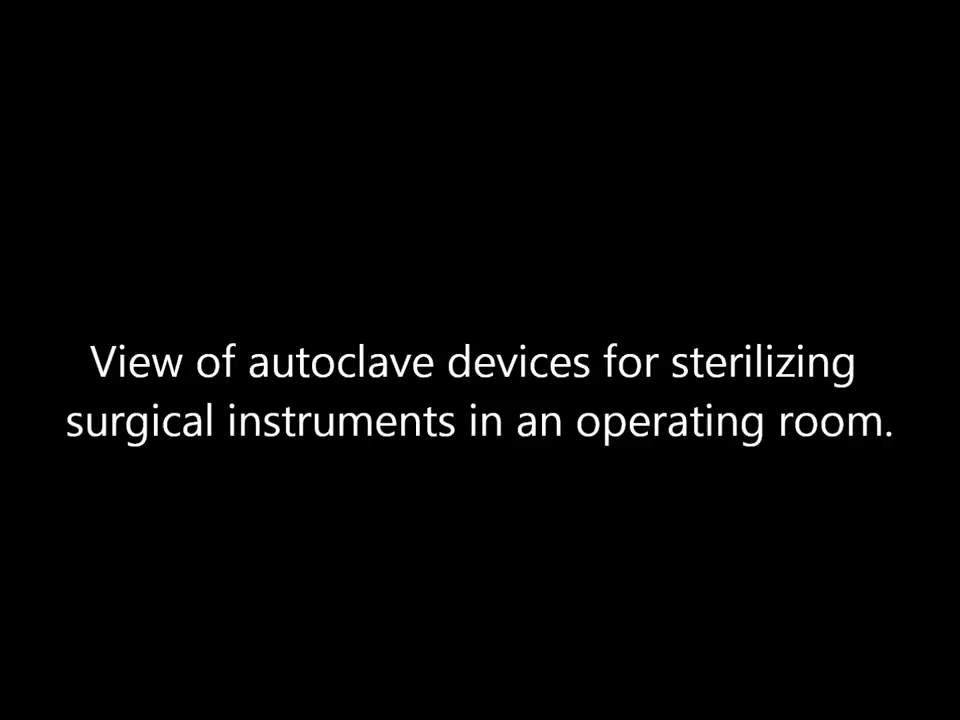 View of autoclave devices for sterilizing
surgical instruments in an operating room.